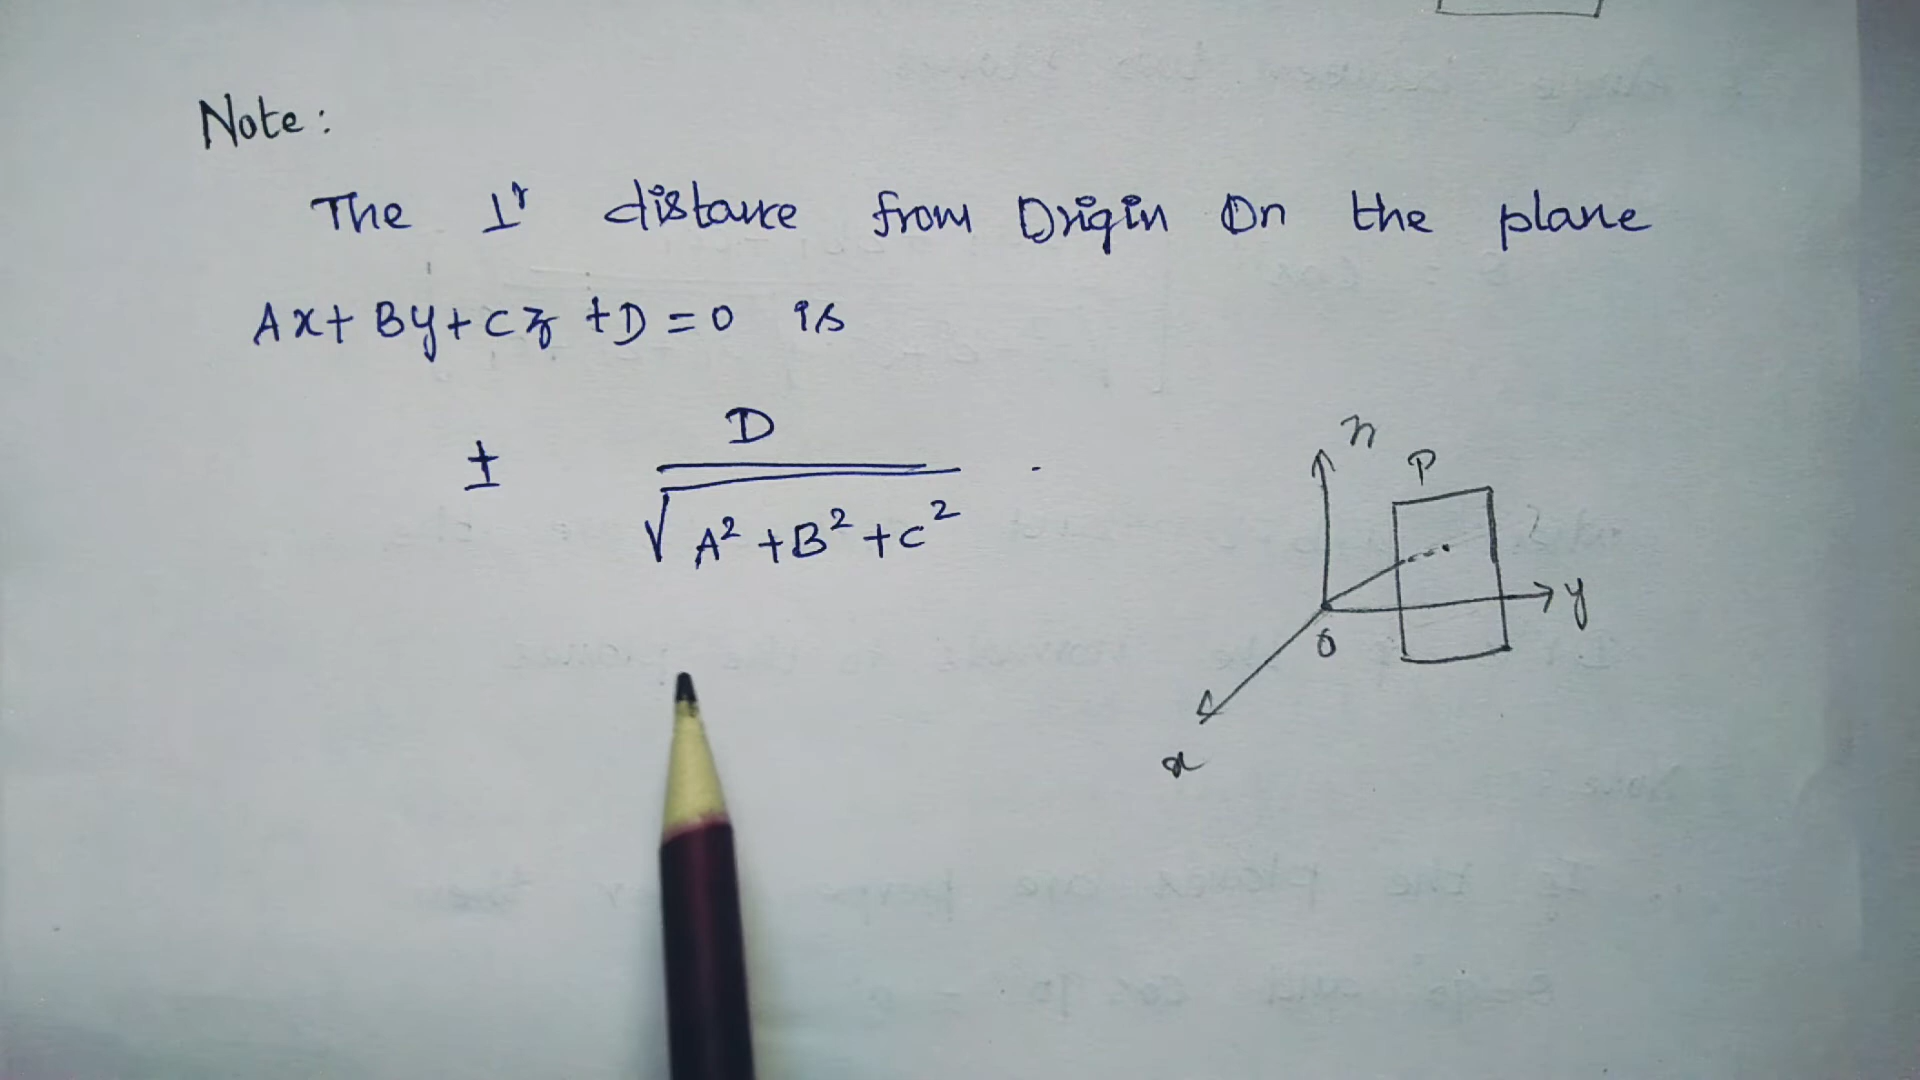 Note:
The ⊥r distance from Origin On the plane
Ax + By + Cz + D = 0 is
± D
√A² + B² + C² .
z
P
y
O
x